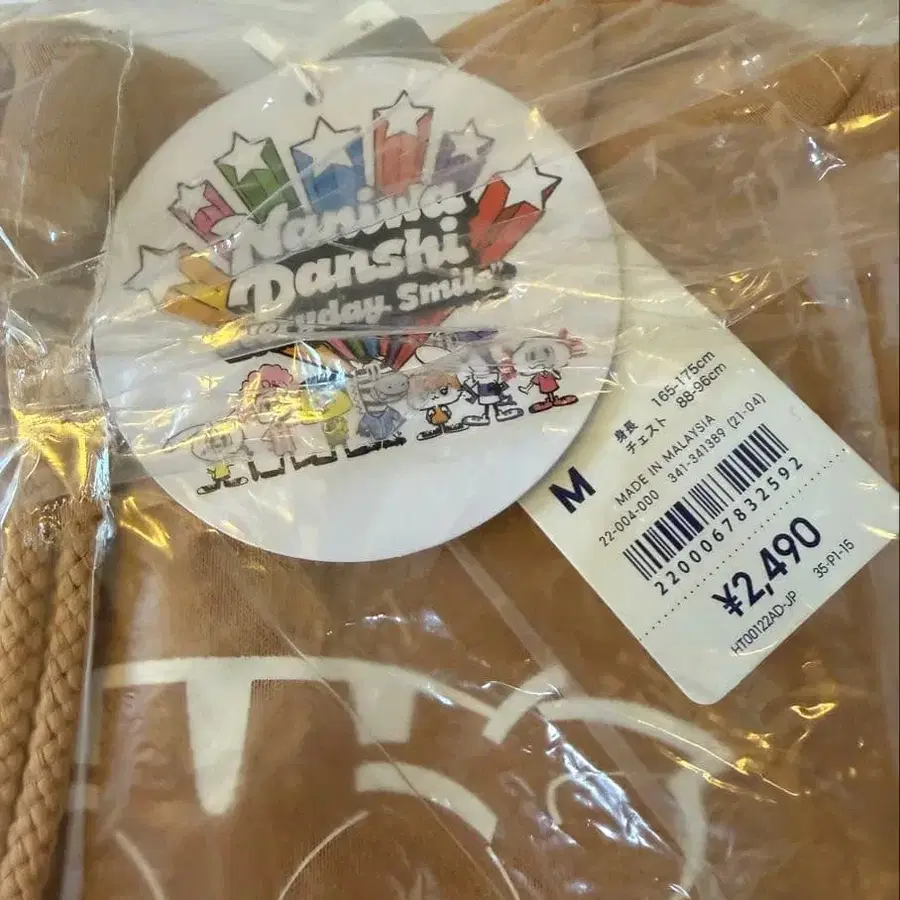 Naniwa
Danshi
"Everyday Smile"
M
身長 165-175cm
チェスト 88-96cm
MADE IN MALAYSIA
22-004-000 341-341389 (21-04)
2200067832592
¥2,490
HT00122AD-JP 35-P1-15